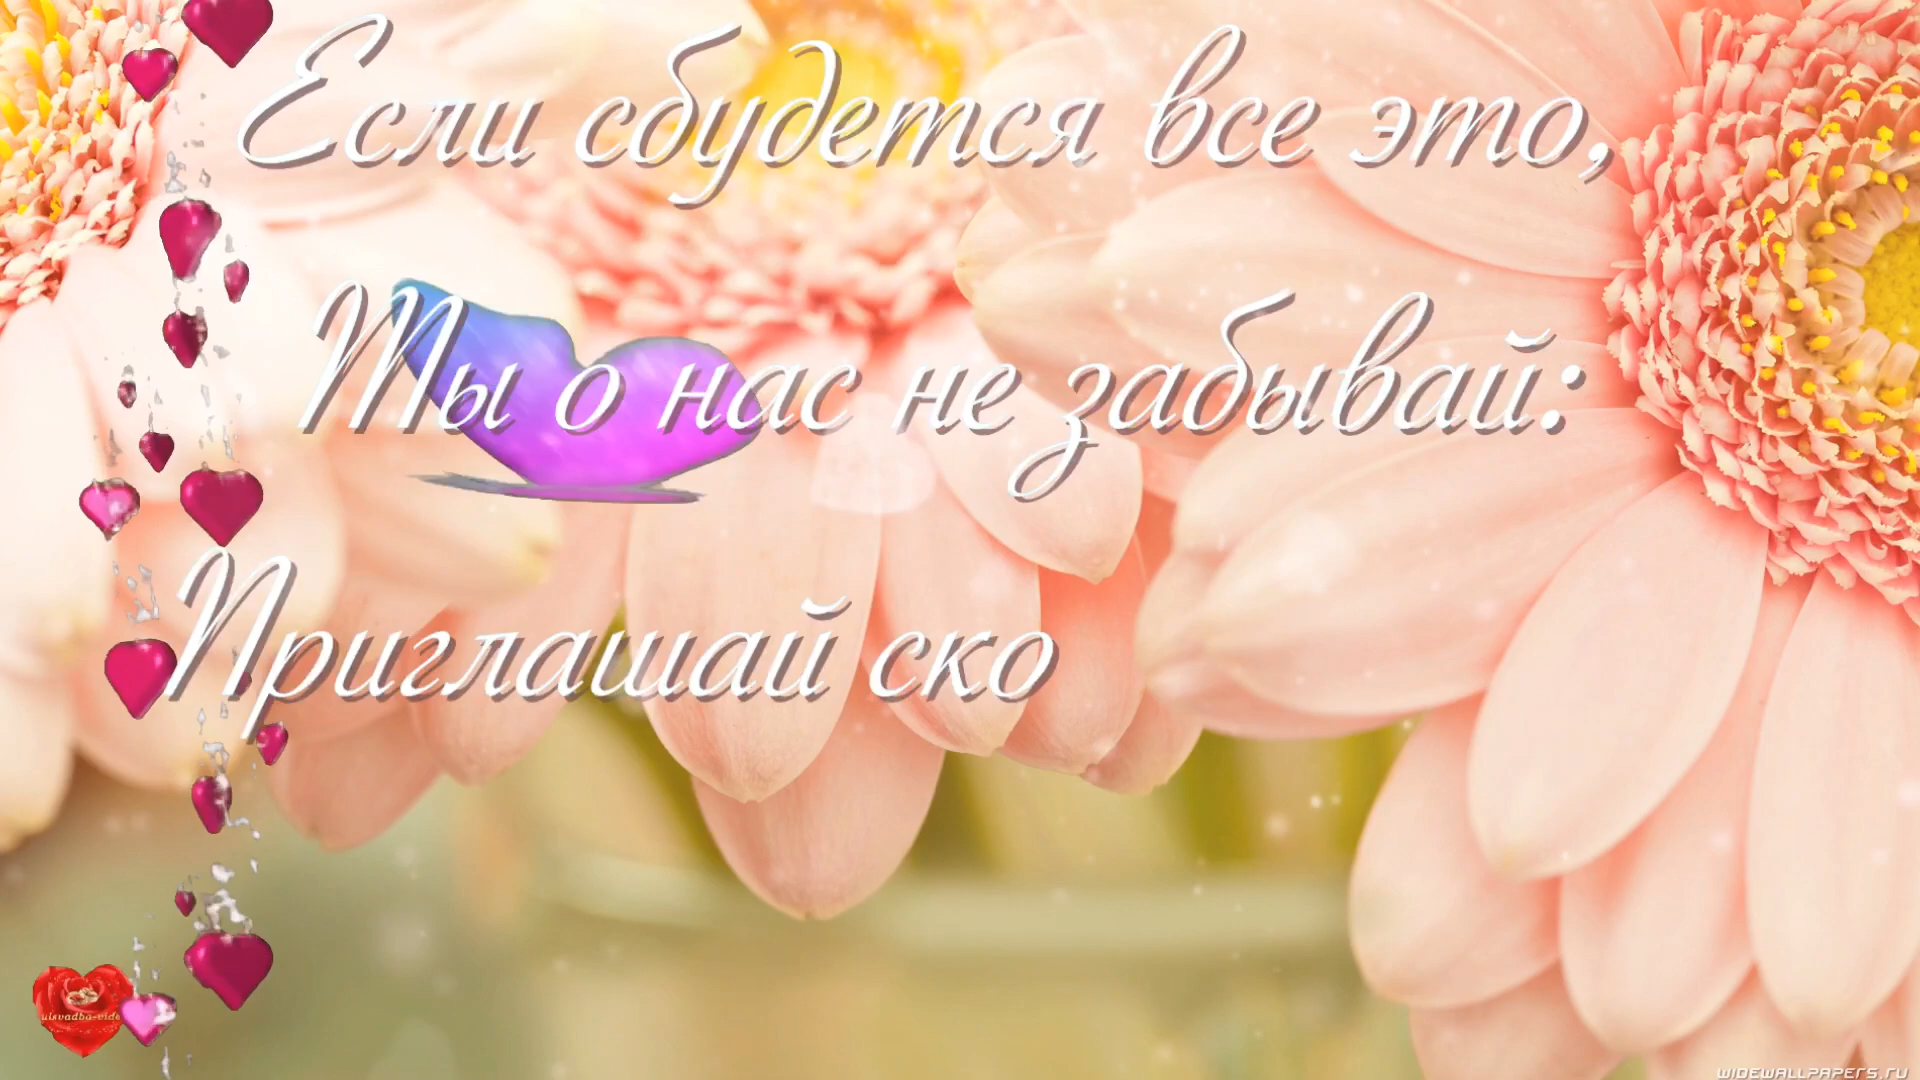 Если сбудется все это,
Ты о нас не забывай:
Приглашай ско
WIDEWALLPAPERS.RU